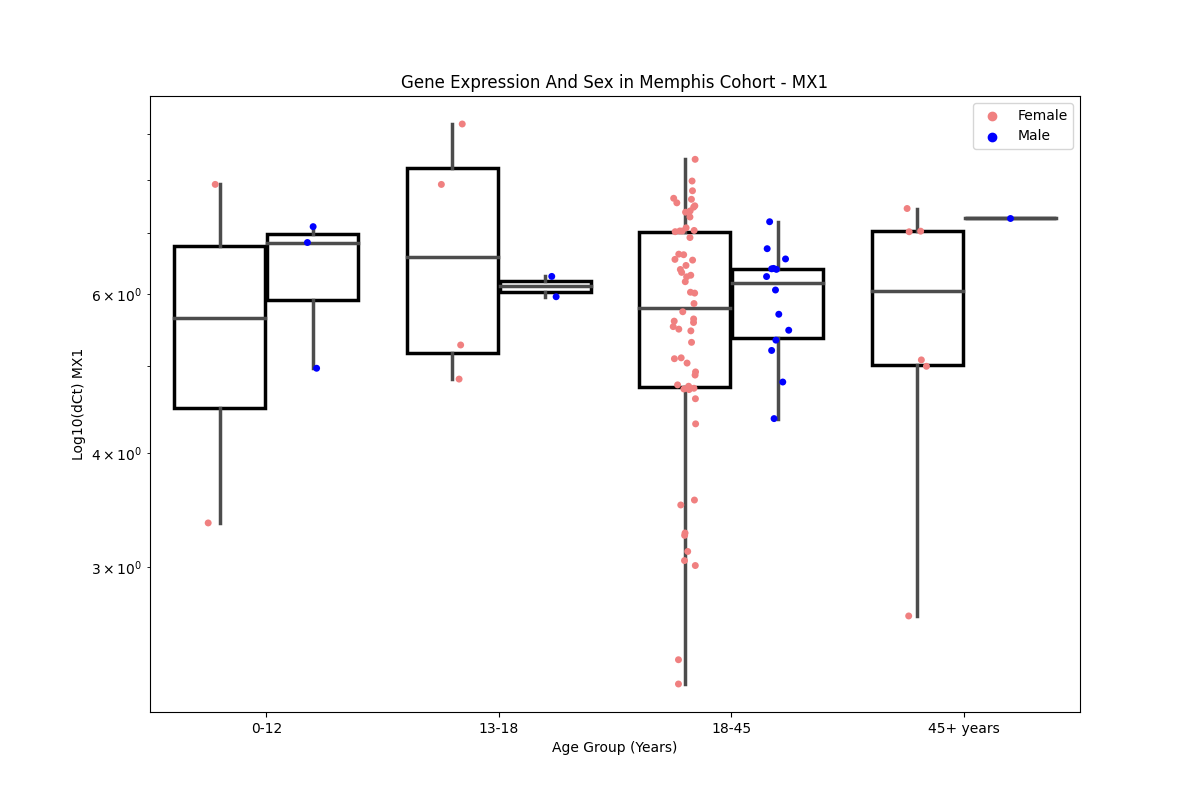 Gene Expression And Sex in Memphis Cohort - MX1
Female
Male
Log10(dCt) MX1
6 × 10⁰
4 × 10⁰
3 × 10⁰
0-12
13-18
18-45
45+ years
Age Group (Years)